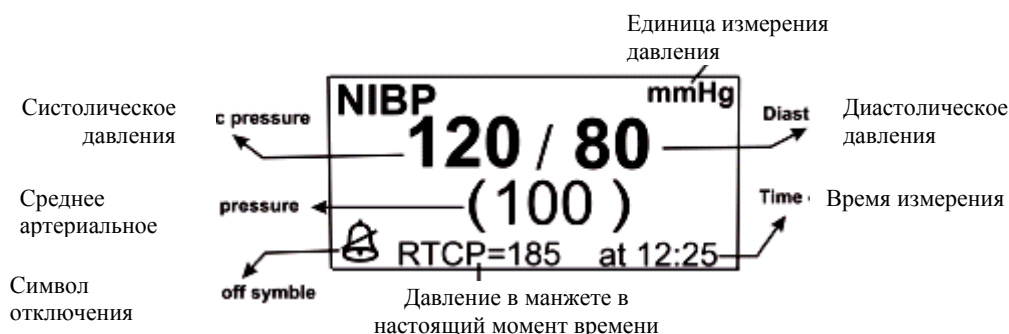 Единица измерения
давления
Систолическое
давления
c pressure
NIBP
mmHg
Diast
Диастолическое
давления
120 / 80
Среднее
артериальное
pressure
(100)
Time
Время измерения
RTCP=185 at 12:25
Символ
отключения
off symble
Давление в манжете в
настоящий момент времени